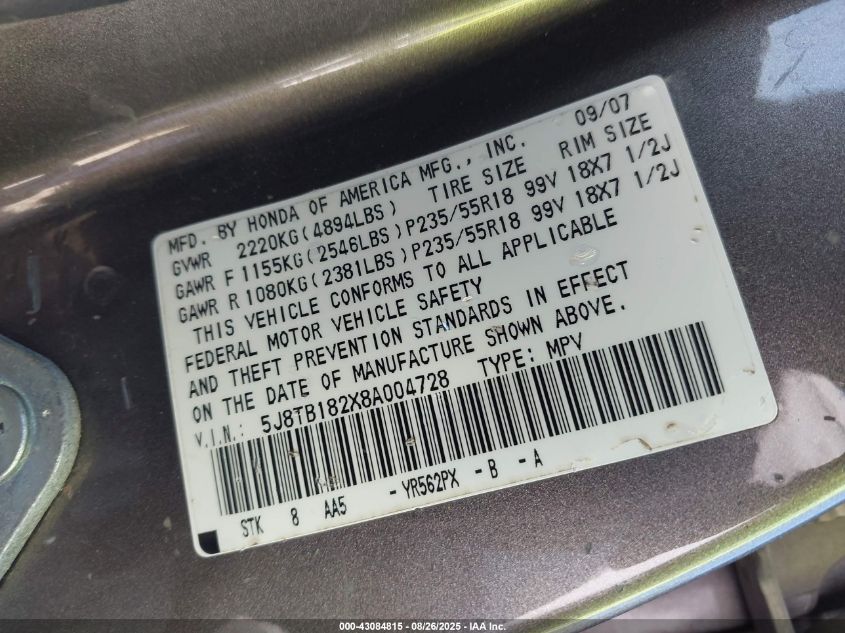 MFD. BY HONDA OF AMERICA MFG., INC. 09/07
GVWR 2220KG(4894LBS) TIRE SIZE RIM SIZE
GAWR F 1155KG(2546LBS)P235/55R18 99V 18X7 1/2J
GAWR R 1080KG(2381LBS)P235/55R18 99V 18X7 1/2J
THIS VEHICLE CONFORMS TO ALL APPLICABLE
FEDERAL MOTOR VEHICLE SAFETY
AND THEFT PREVENTION STANDARDS IN EFFECT
ON THE DATE OF MANUFACTURE SHOWN ABOVE.
V.I.N.: 5J8TB182X8A004728 TYPE: MPV
STK 8 AA5 -YR562PX -B -A
000-43084815 - 08/26/2025 - IAA Inc.